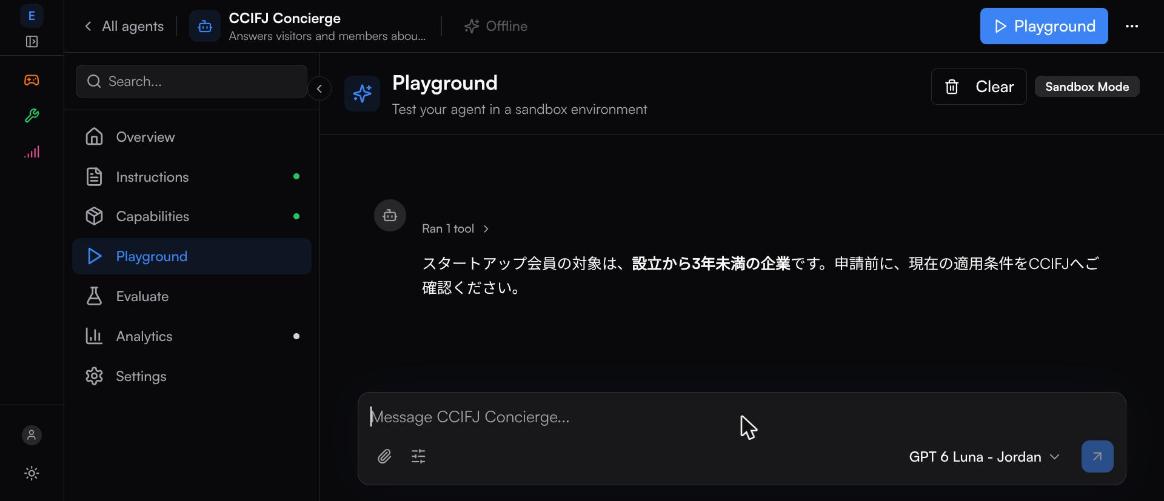 E
All agents
CCIFJ Concierge
Answers visitors and members abou...
Offline
Playground
Search...
Overview
Instructions
Capabilities
Playground
Evaluate
Analytics
Settings
Playground
Test your agent in a sandbox environment
Clear
Sandbox Mode
Ran 1 tool
スタートアップ会員の対象は、設立から3年未満の企業です。申請前に、現在の適用条件をCCIFJへご
確認ください。
Message CCIFJ Concierge...
GPT 6 Luna - Jordan